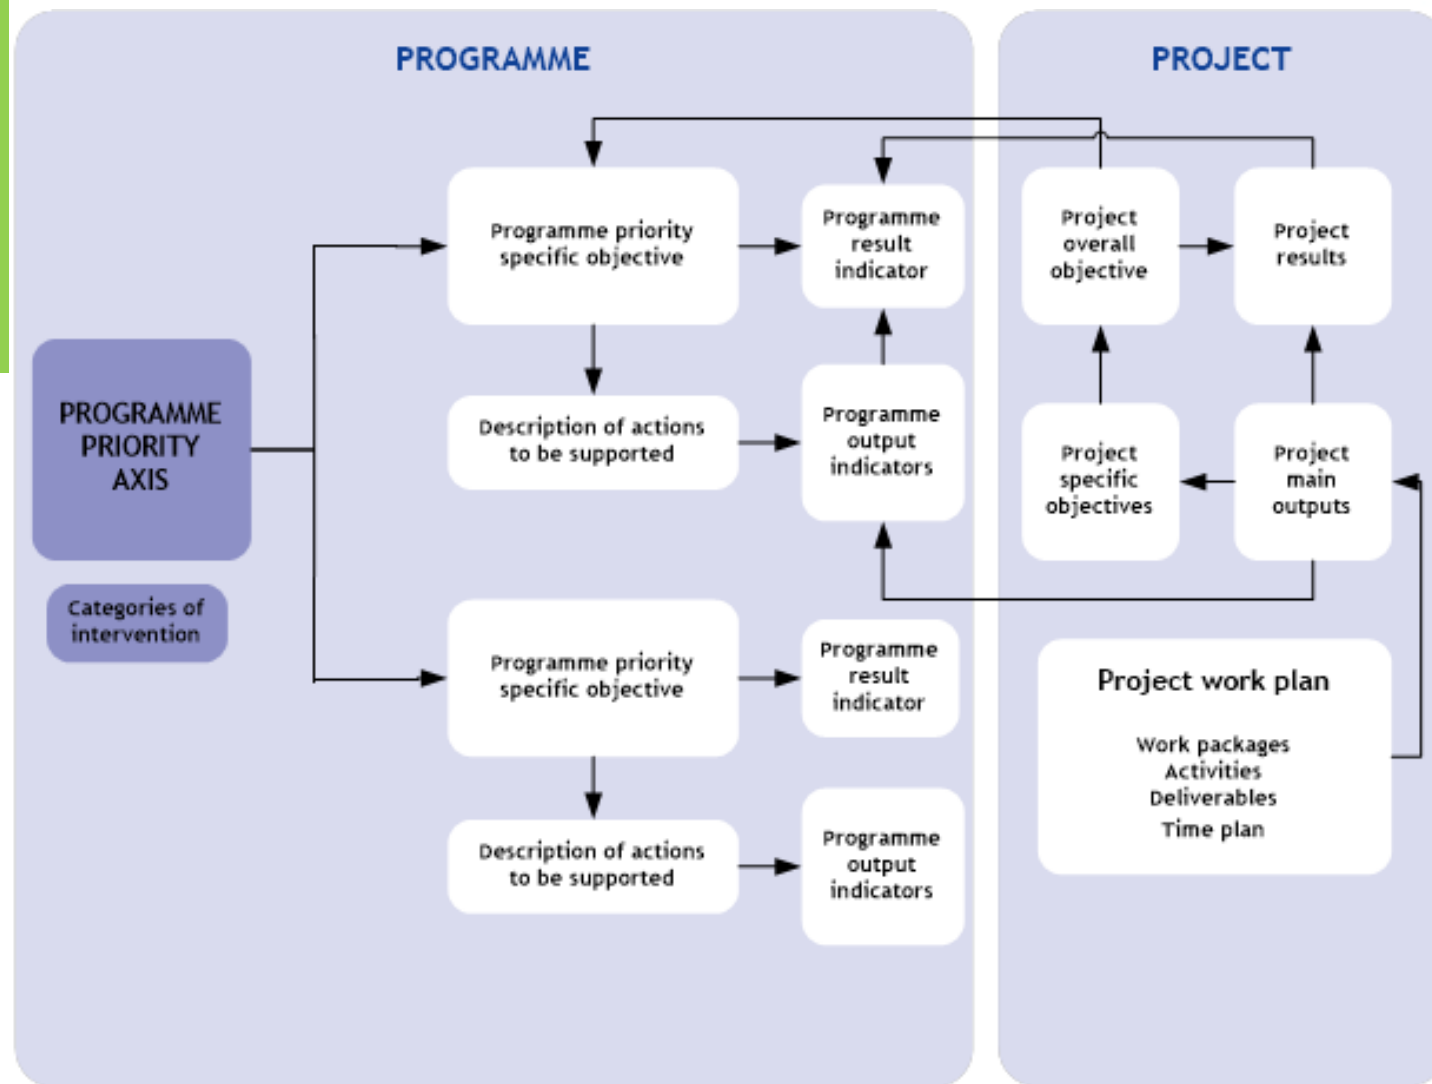 PROGRAMME
PROJECT
Programme priority
specific objective
Programme
result
indicator
Project
overall
objective
Project
results
PROGRAMME
PRIORITY
AXIS
Description of actions
to be supported
Programme
output
indicators
Project
specific
objectives
Project
main
outputs
Categories of
intervention
Programme priority
specific objective
Programme
result
indicator
Project work plan
Work packages
Activities
Deliverables
Time plan
Description of actions
to be supported
Programme
output
indicators